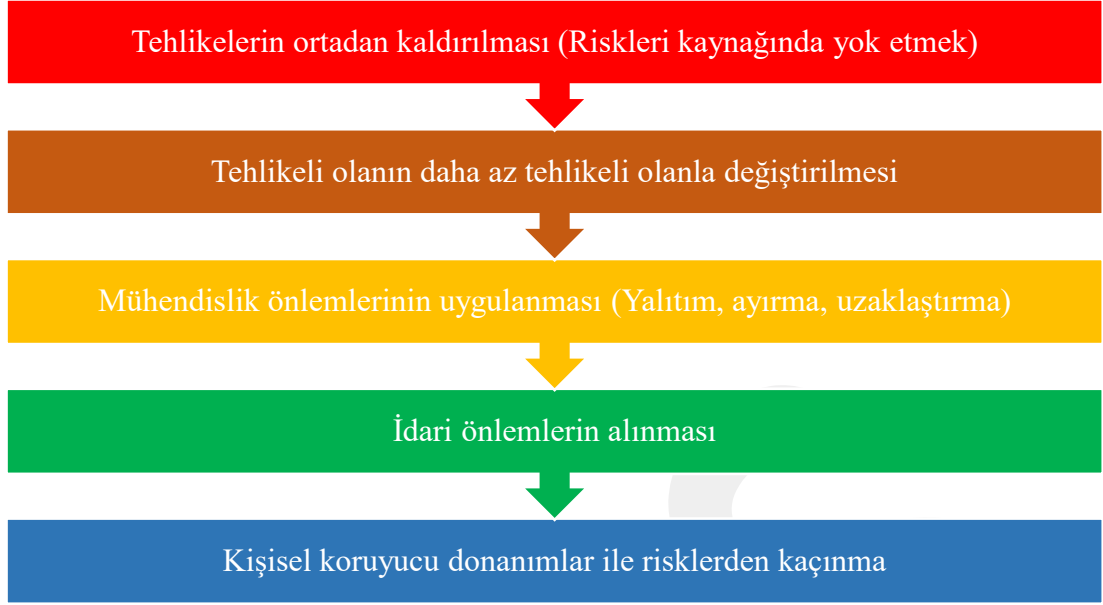 Tehlikelerin ortadan kaldırılması (Riskleri kaynağında yok etmek)
Tehlikeli olanın daha az tehlikeli olanla değiştirilmesi
Mühendislik önlemlerinin uygulanması (Yalıtım, ayırma, uzaklaştırma)
İdari önlemlerin alınması
Kişisel koruyucu donanımlar ile risklerden kaçınma